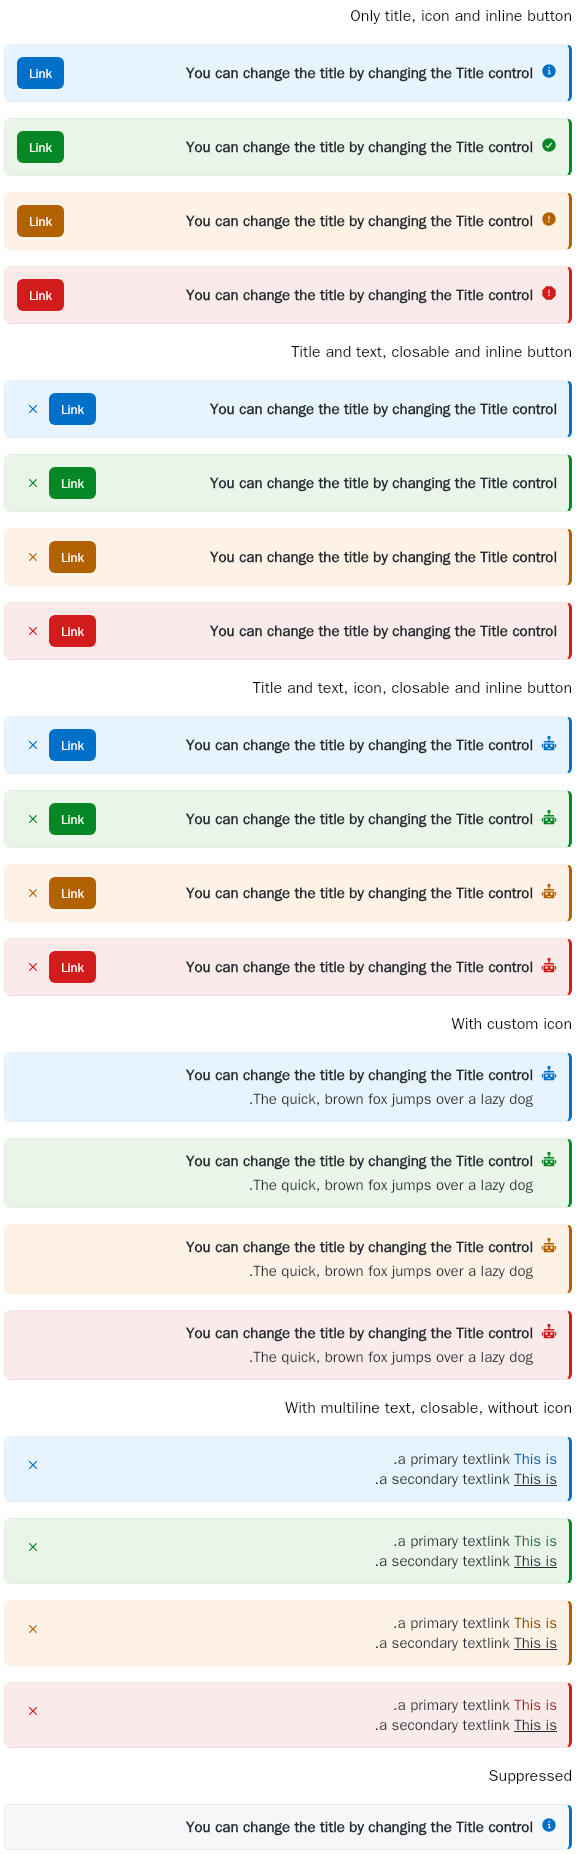 Only title, icon and inline button
You can change the title by changing the Title control Link
You can change the title by changing the Title control Link
You can change the title by changing the Title control Link
You can change the title by changing the Title control Link
Title and text, closable and inline button
You can change the title by changing the Title control Link
You can change the title by changing the Title control Link
You can change the title by changing the Title control Link
You can change the title by changing the Title control Link
Title and text, icon, closable and inline button
You can change the title by changing the Title control Link
You can change the title by changing the Title control Link
You can change the title by changing the Title control Link
You can change the title by changing the Title control Link
With custom icon
You can change the title by changing the Title control
.The quick, brown fox jumps over a lazy dog
You can change the title by changing the Title control
.The quick, brown fox jumps over a lazy dog
You can change the title by changing the Title control
.The quick, brown fox jumps over a lazy dog
You can change the title by changing the Title control
.The quick, brown fox jumps over a lazy dog
With multiline text, closable, without icon
.a primary textlink This is
.a secondary textlink This is
.a primary textlink This is
.a secondary textlink This is
.a primary textlink This is
.a secondary textlink This is
.a primary textlink This is
.a secondary textlink This is
Suppressed
You can change the title by changing the Title control